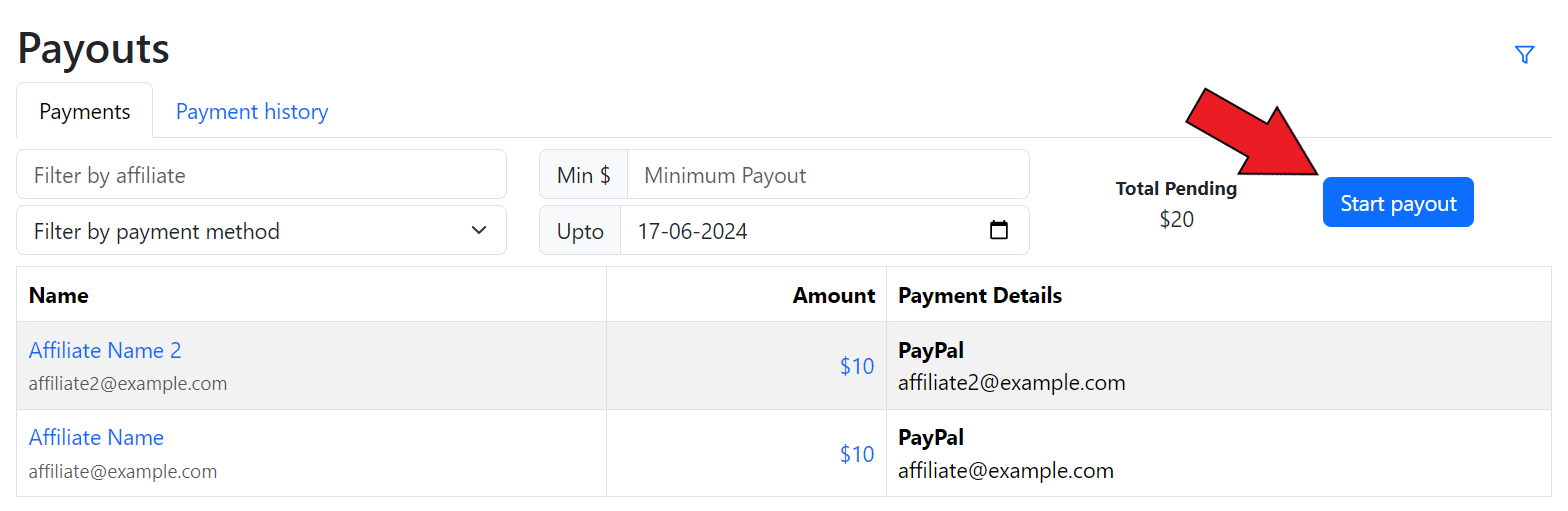 Payouts
Payments Payment history
Filter by affiliate Min $ Minimum Payout
Total Pending
Start payout
Filter by payment method Upto 17-06-2024 $20
Name Amount Payment Details
Affiliate Name 2 $10 PayPal
affiliate2@example.com affiliate2@example.com
Affiliate Name $10 PayPal
affiliate@example.com affiliate@example.com